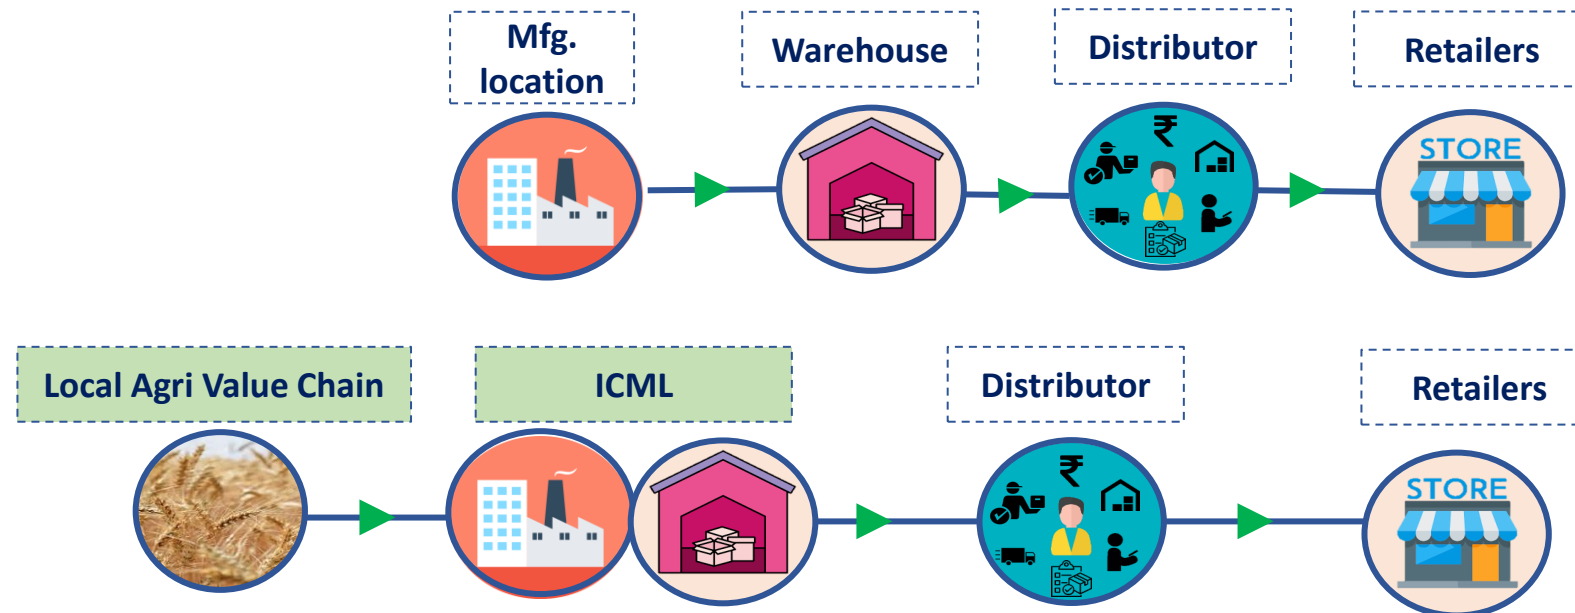 Mfg.
location
Warehouse
Distributor
Retailers
₹
STORE
Local Agri Value Chain
ICML
Distributor
Retailers
₹
STORE